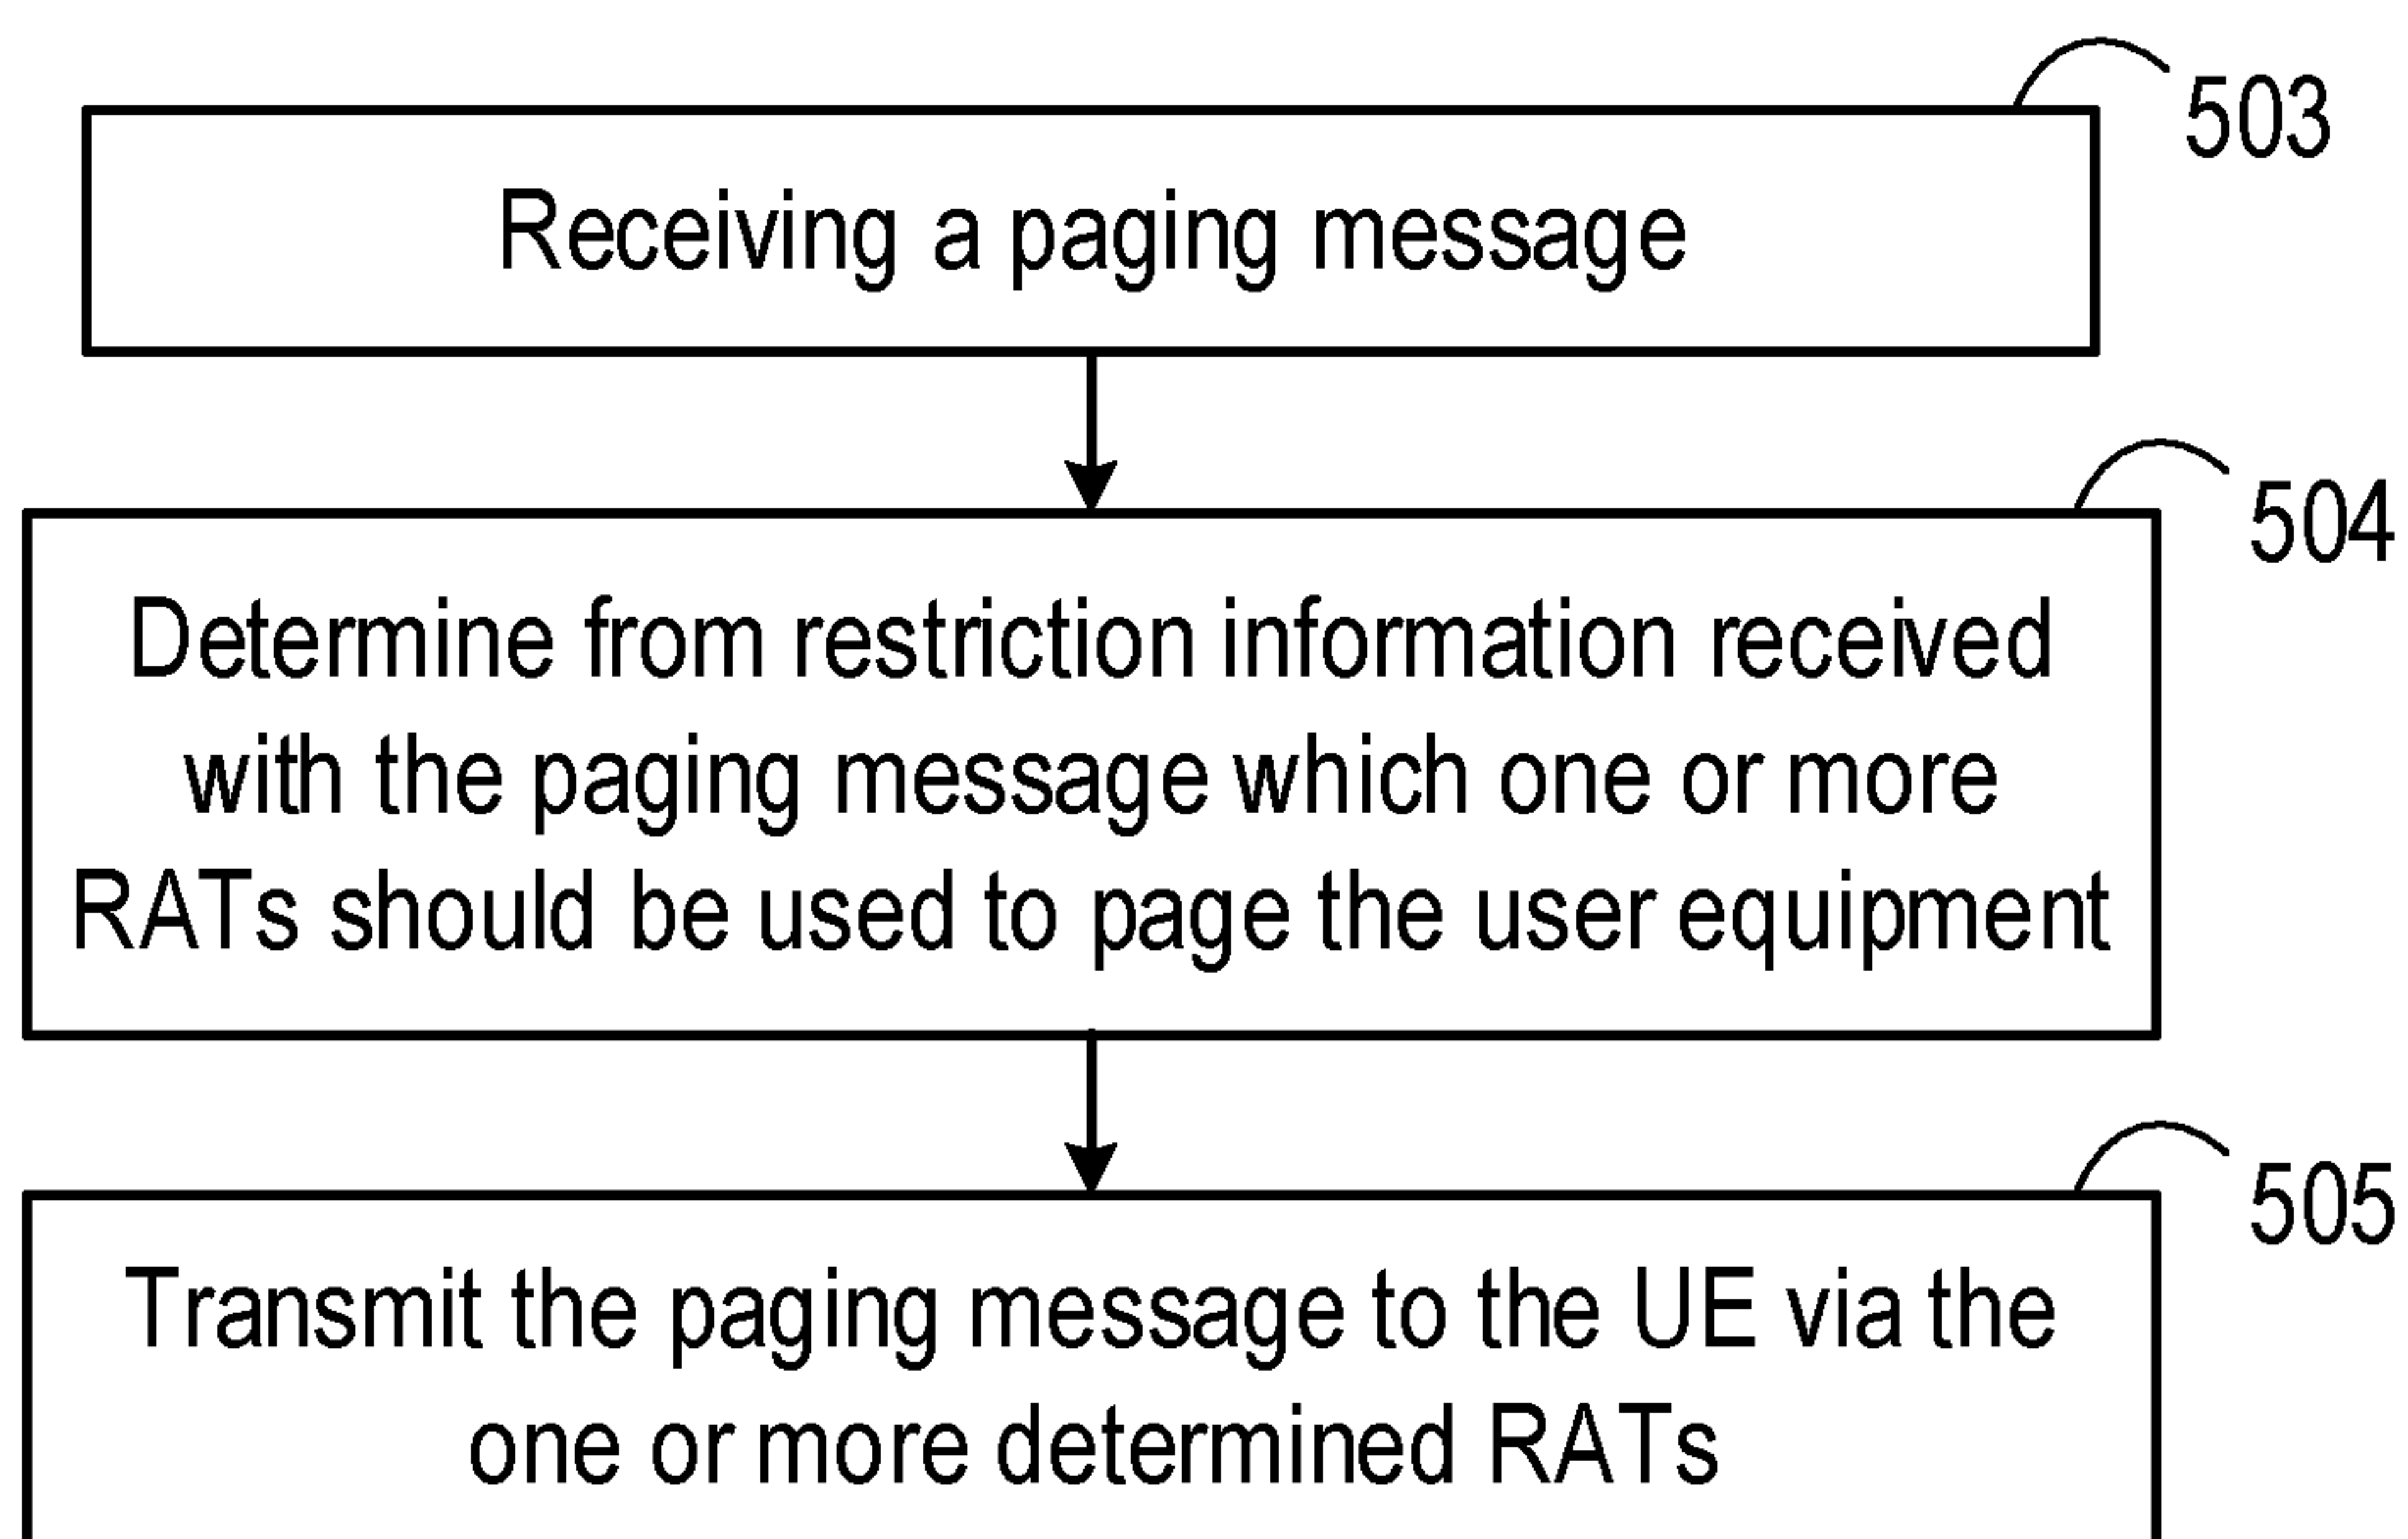 503
Receiving a paging message
504
Determine from restriction information received
with the paging message which one or more
RATs should be used to page the user equipment
505
Transmit the paging message to the UE via the
one or more determined RATs